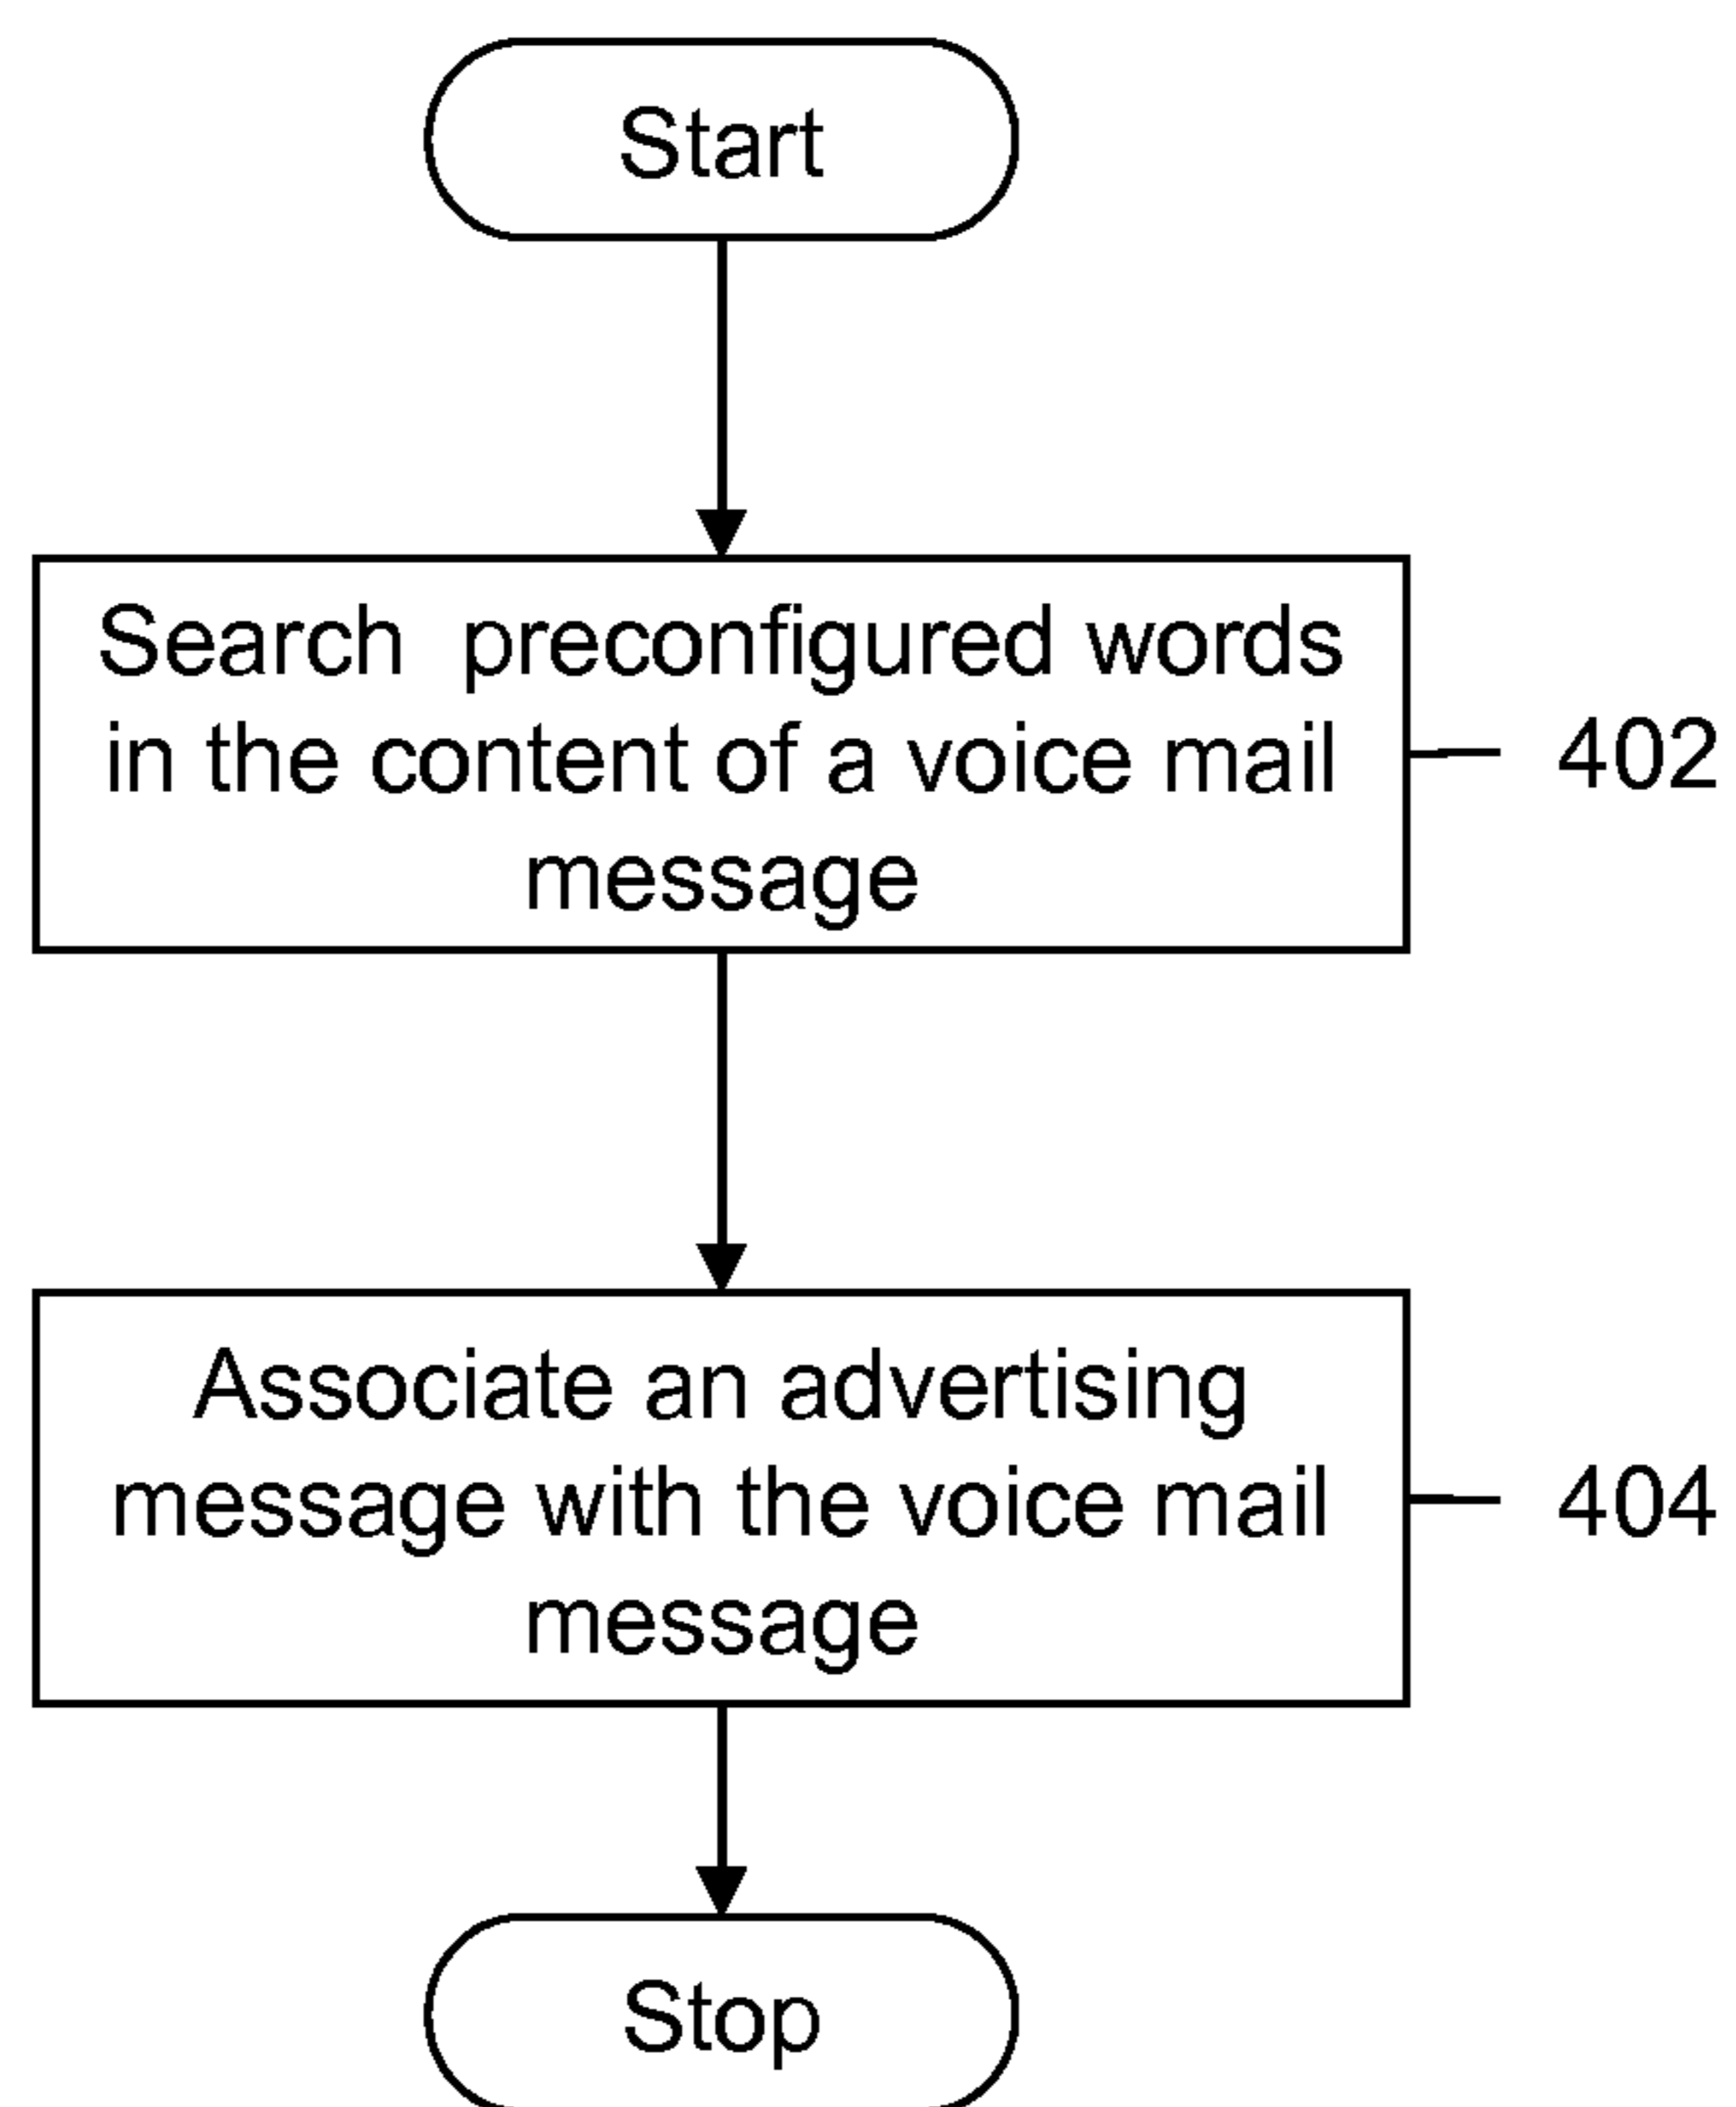 Start
Search preconfigured words
in the content of a voice mail
message
402
Associate an advertising
message with the voice mail
message
404
Stop